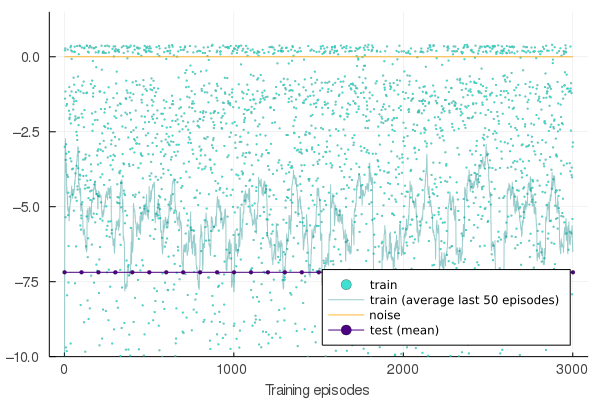 0.0
−2.5
−5.0
−7.5
−10.0
train
train (average last 50 episodes)
noise
test (mean)
0
1000
2000
3000
Training episodes